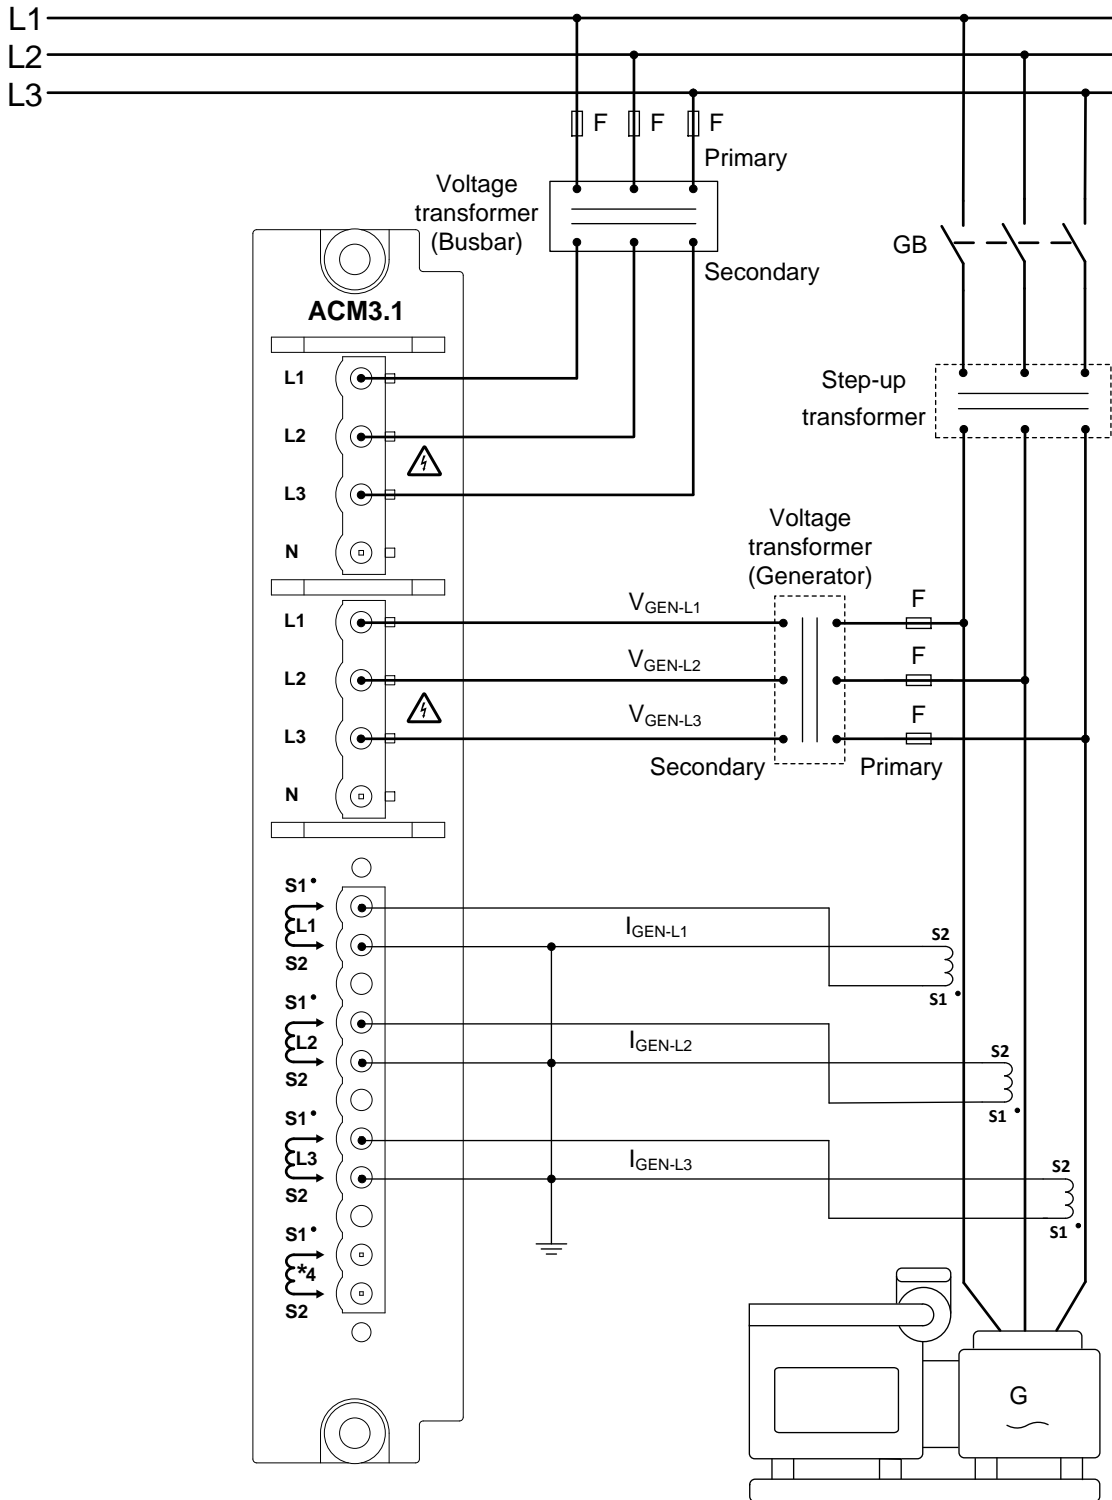 L1
L2
L3
F
F
F
Primary
Voltage
transformer
(Busbar)
GB
Secondary
ACM3.1
L1
L2
L3
N
Step-up
transformer
Voltage
transformer
(Generator)
L1
L2
L3
N
VGEN-L1
VGEN-L2
VGEN-L3
F
F
F
Secondary
Primary
S1•
L1
S2
S1•
L2
S2
S1•
L3
S2
S1•
*4
S2
IGEN-L1
IGEN-L2
IGEN-L3
S2
S1•
S2
S1•
S2
S1•
G